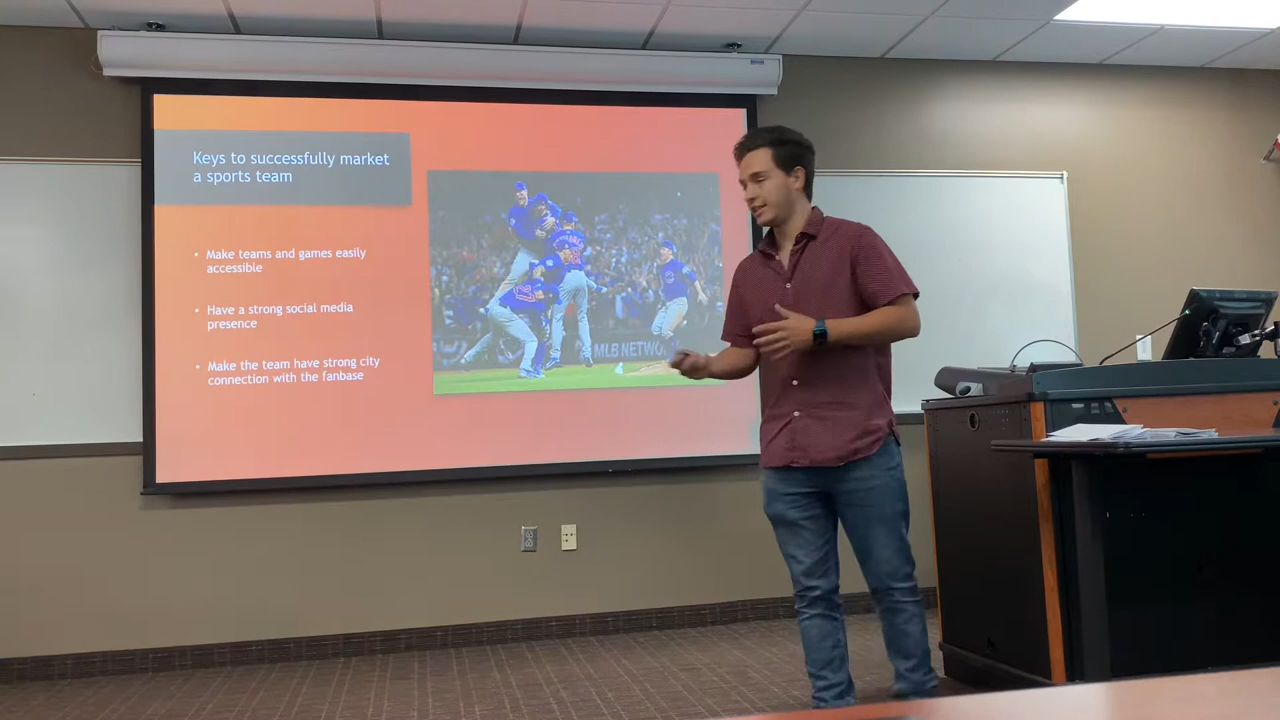 Keys to successfully market
a sports team
• Make teams and games easily
accessible
• Have a strong social media
presence
• Make the team have strong city
connection with the fanbase
MLB NETWO